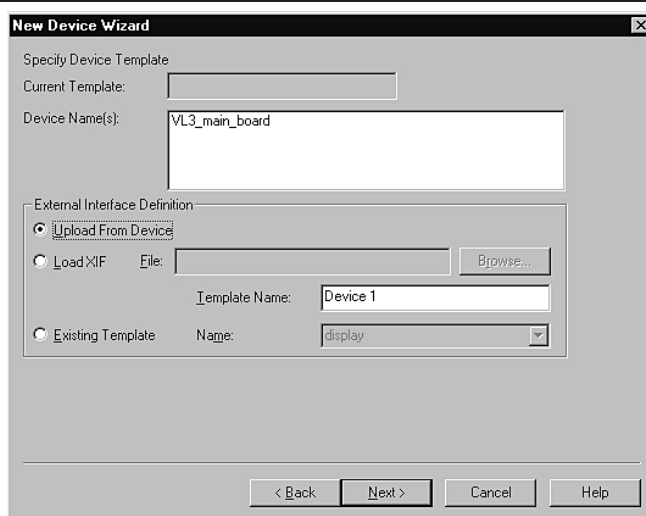 New Device Wizard
Specify Device Template
Current Template:
Device Name(s): VL3_main_board
External Interface Definition
Upload From Device
Load XIF File: Browse...
Template Name: Device 1
Existing Template Name: display
< Back Next > Cancel Help